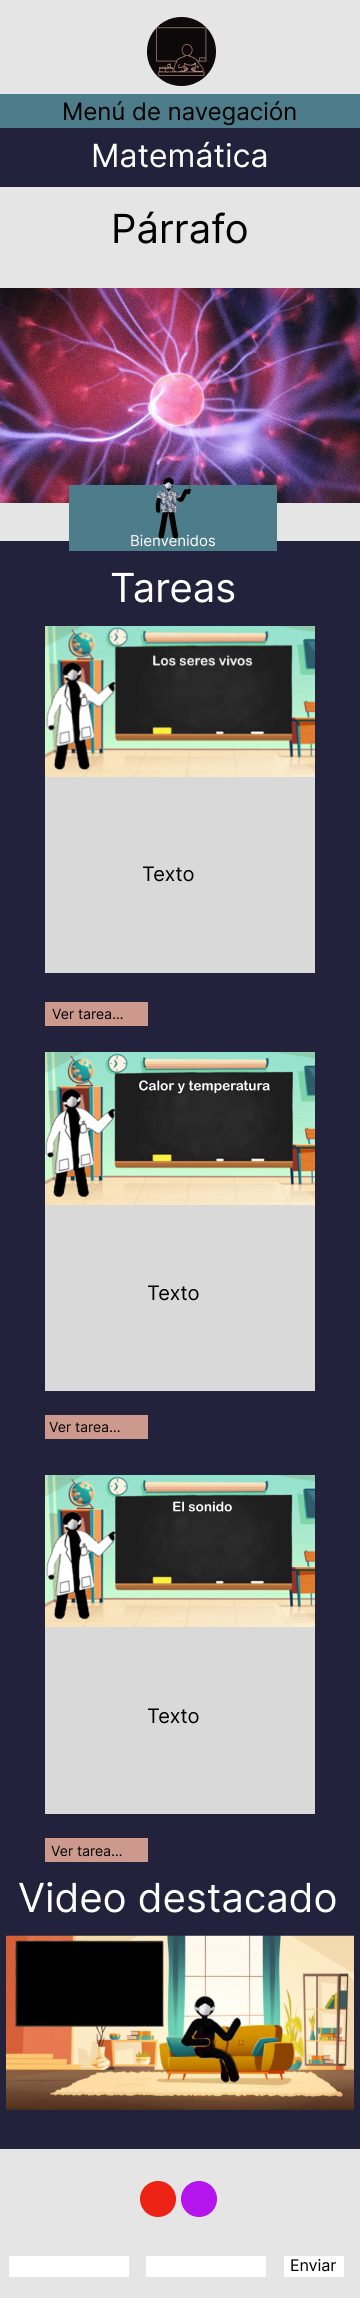 Menú de navegación
Matemática
Párrafo
Bienvenidos
Tareas
Los seres vivos
Texto
Ver tarea...
Calor y temperatura
Texto
Ver tarea...
El sonido
Texto
Ver tarea...
Video destacado
Enviar